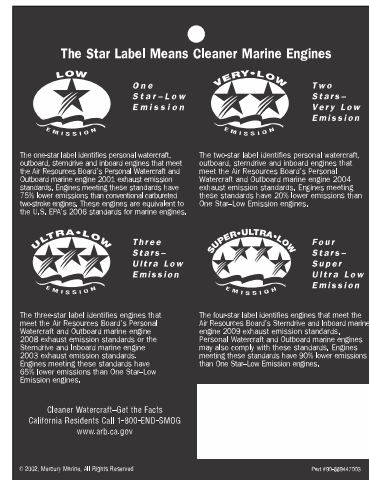 The Star Label Means Cleaner Marine Engines
LOW
EMISSION
One
Star–Low
Emission
The one-star label identifies personal watercraft,
outboard, sterndrive and inboard engines that meet
the Air Resources Board's Personal Watercraft and
Outboard marine engine 2001 exhaust emission
standards. Engines meeting these standards have
75% lower emissions than conventional carbureted
two-stroke engines. These engines are equivalent to
the U.S. EPA's 2006 standards for marine engines.
VERY•LOW
EMISSION
Two
Stars–
Very Low
Emission
The two-star label identifies personal watercraft,
outboard, sterndrive and inboard engines that
meet the Air Resources Board's Personal
Watercraft and Outboard marine engine 2004
exhaust emission standards. Engines meeting
these standards have 20% lower emissions than
One Star–Low Emission engines.
ULTRA•LOW
EMISSION
Three
Stars–
Ultra Low
Emission
The three-star label identifies engines that
meet the Air Resources Board's Personal
Watercraft and Outboard marine engine
2008 exhaust emission standards or the
Sterndrive and Inboard marine engine
2003 exhaust emission standards.
Engines meeting these standards have
65% lower emissions than One Star–Low
Emission engines.
SUPER•ULTRA•LOW
EMISSION
Four
Stars–
Super
Ultra Low
Emission
The four-star label identifies engines that meet the
Air Resources Board's Sterndrive and Inboard marine
engine 2009 exhaust emission standards.
Personal Watercraft and Outboard marine engines
may also comply with these standards. Engines
meeting these standards have 90% lower emissions
than One Star–Low Emission engines.
Cleaner Watercraft–Get the Facts
California Residents Call 1-800-END-SMOG
www.arb.ca.gov
© 2002, Mercury Marine, All Rights Reserved
Part #